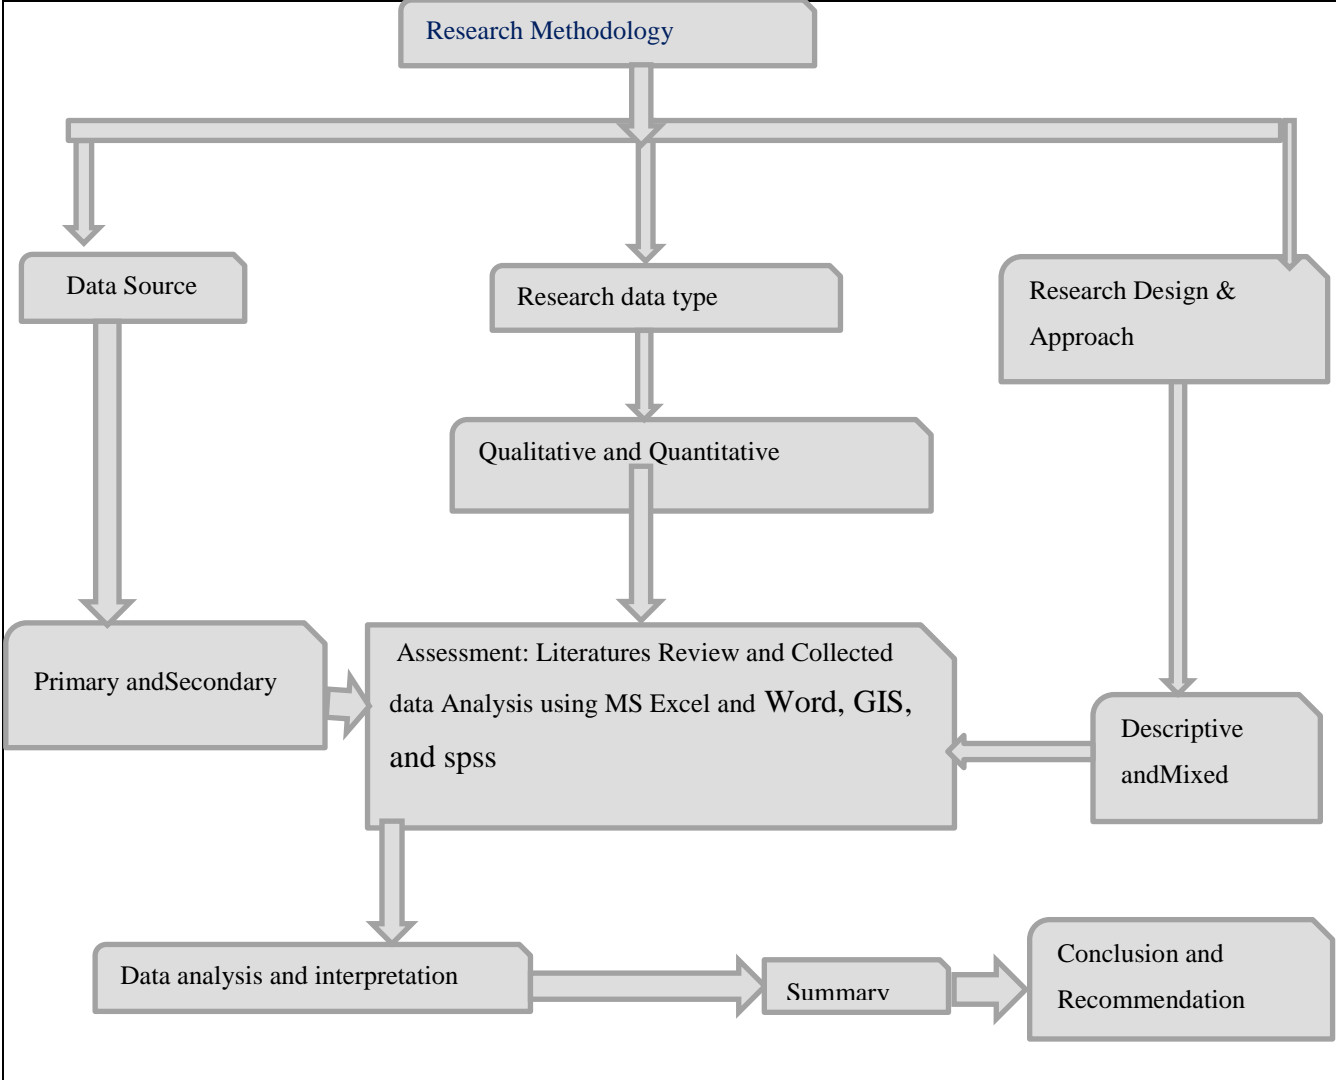 Research Methodology
Data Source
Research data type
Research Design &
Approach
Qualitative and Quantitative
Primary andSecondary
Assessment: Literatures Review and Collected
data Analysis using MS Excel and Word, GIS,
and spss
Descriptive
andMixed
Data analysis and interpretation
Summary
Conclusion and
Recommendation